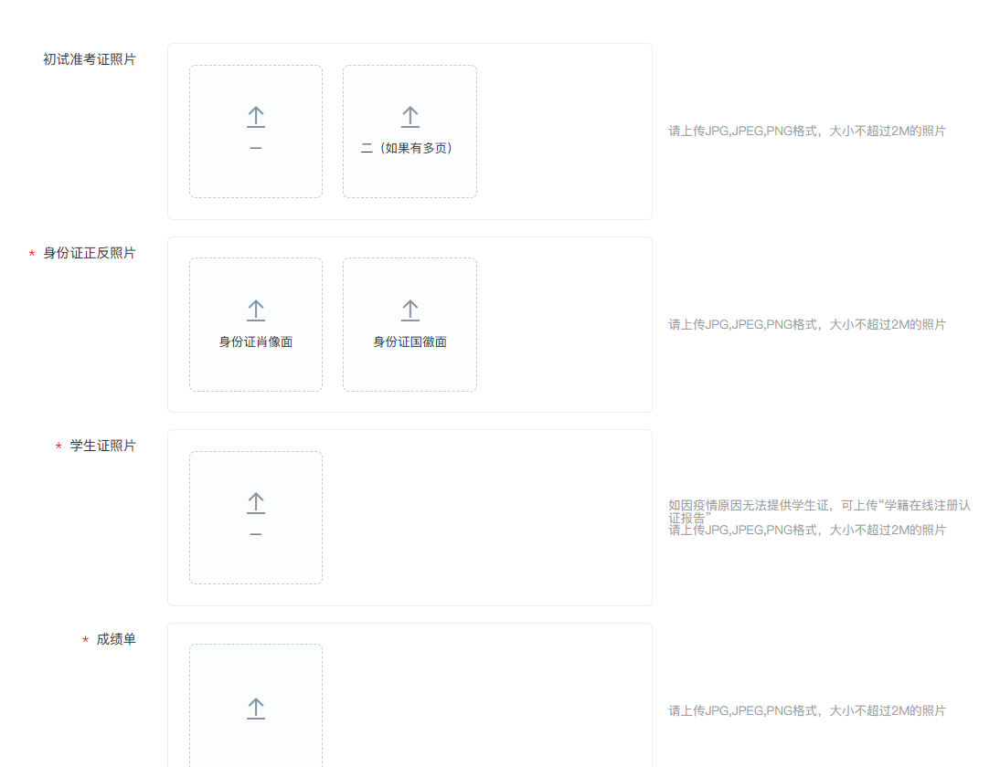 初试准考证照片
一
二（如果有多页）
请上传JPG,JPEG,PNG格式，大小不超过2M的照片
* 身份证正反照片
身份证肖像面
身份证国徽面
请上传JPG,JPEG,PNG格式，大小不超过2M的照片
* 学生证照片
一
如因疫情原因无法提供学生证，可上传“学籍在线注册认
证报告”
请上传JPG,JPEG,PNG格式，大小不超过2M的照片
* 成绩单
请上传JPG,JPEG,PNG格式，大小不超过2M的照片